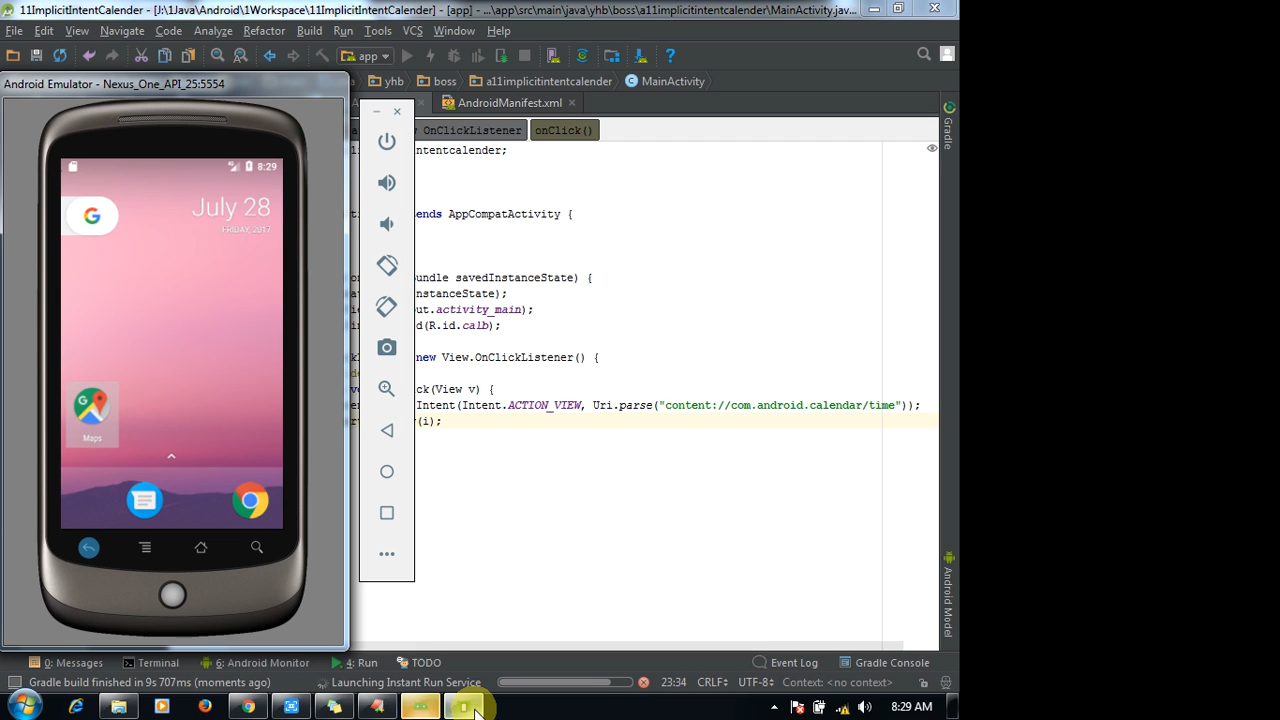 11ImplicitIntentCalender - [J:\1Java\Android\1Workspace\11ImplicitIntentCalender] - [app] - ...\app\src\main\java\yhb\boss\a11implicitintentcalender\MainActivity.java...
File Edit View Navigate Code Analyze Refactor Build Run Tools VCS Window Help
app
Android Emulator - Nexus_One_API_25:5554
yhb boss a11implicitintentcalender MainActivity
AndroidManifest.xml
OnClickListener onClick()
ntentcalender;
8:29
July 28
FRIDAY, 2017
ends AppCompatActivity {
undle savedInstanceState) {
nstanceState);
ut.activity_main);
d(R.id.calb);
new View.OnClickListener() {
ck(View v) {
Intent(Intent.ACTION_VIEW, Uri.parse("content://com.android.calendar/time"));
(i);
Maps
Gradle
Android Model
0: Messages Terminal 6: Android Monitor 4: Run TODO Event Log Gradle Console
Gradle build finished in 9s 707ms (moments ago) Launching Instant Run Service 23:34 CRLF÷ UTF-8÷ Context: <no context>
8:29 AM